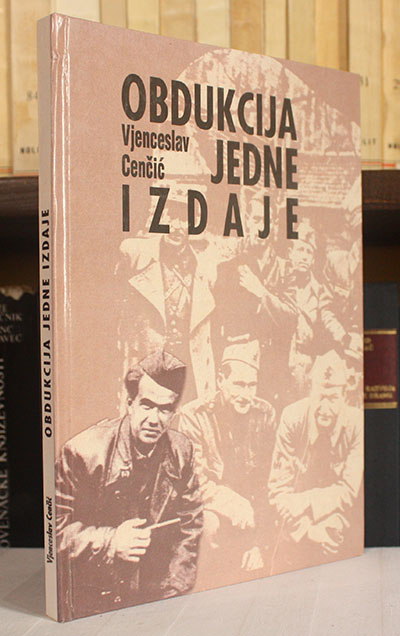 OBDUKCIJA
Vjenceslav
Cenčić
JEDNE
IZDAJE
OBDUKCIJA JEDNE IZDAJE
Vjenceslav Cenčić